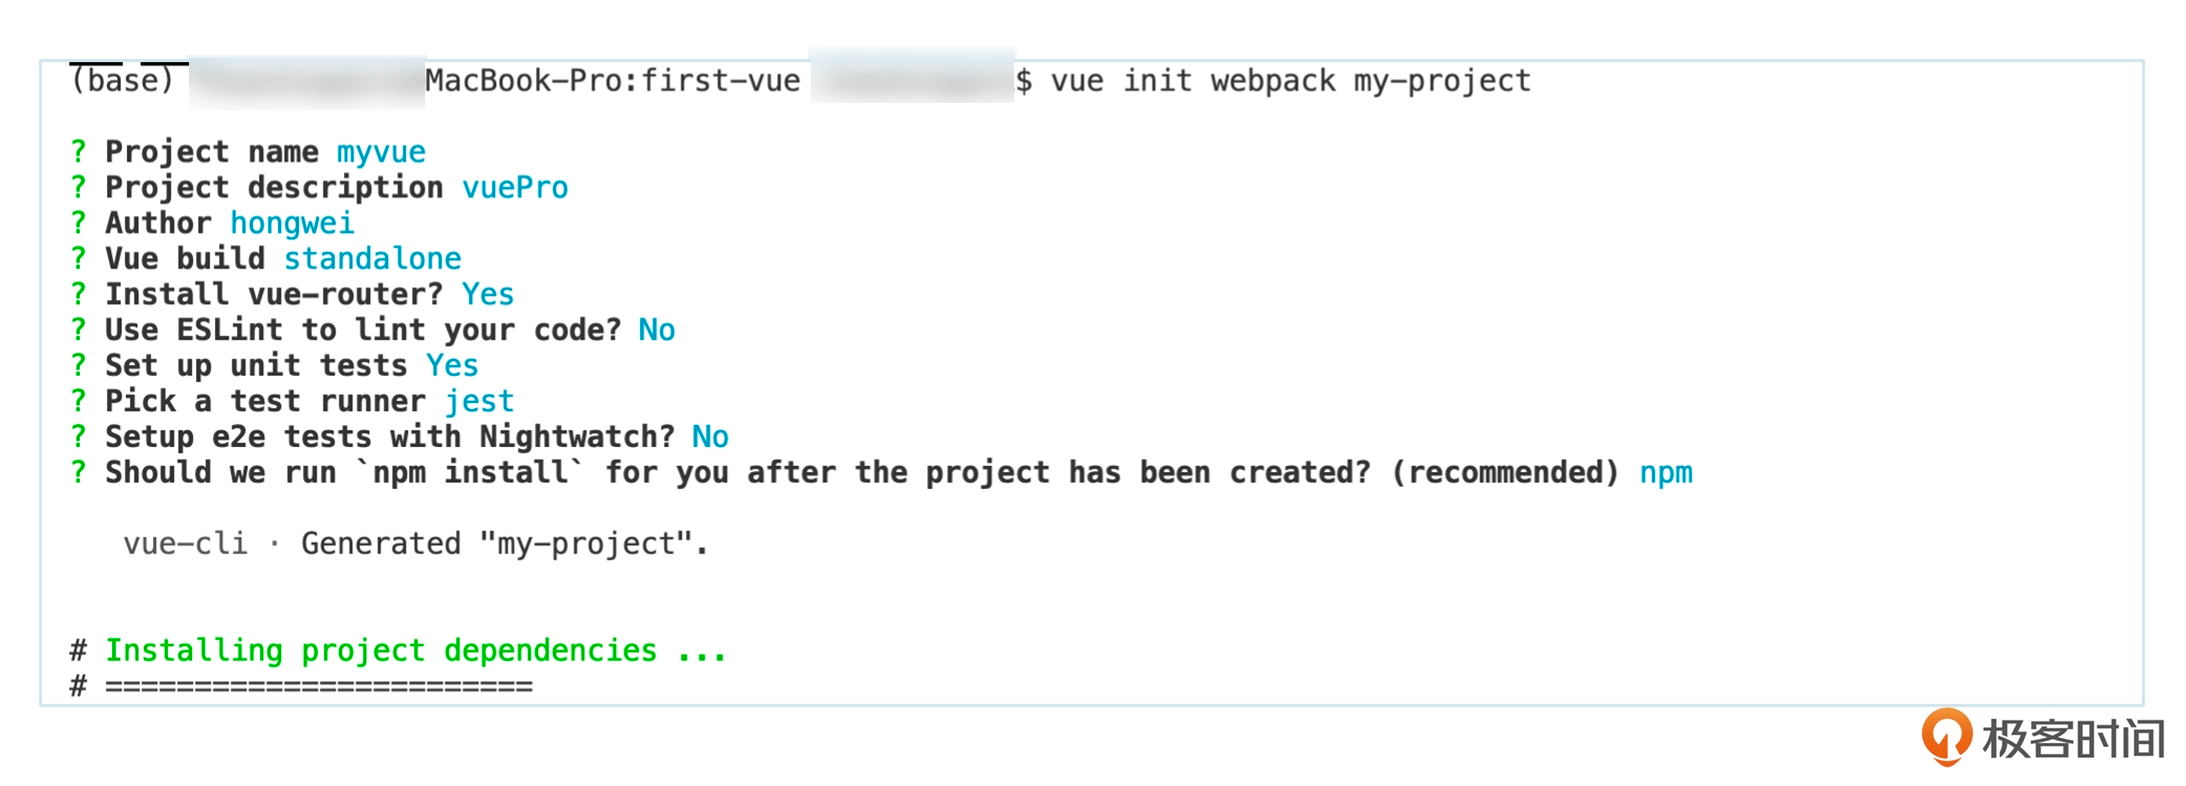 (base) MacBook-Pro:first-vue $ vue init webpack my-project
? Project name myvue
? Project description vuePro
? Author hongwei
? Vue build standalone
? Install vue-router? Yes
? Use ESLint to lint your code? No
? Set up unit tests Yes
? Pick a test runner jest
? Setup e2e tests with Nightwatch? No
? Should we run `npm install` for you after the project has been created? (recommended) npm
vue-cli · Generated "my-project".
# Installing project dependencies ...
# ========================
极客时间